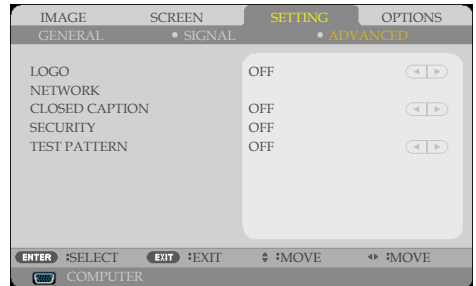 IMAGE SCREEN SETTING OPTIONS
GENERAL • SIGNAL • ADVANCED
LOGO OFF
NETWORK
CLOSED CAPTION OFF
SECURITY OFF
TEST PATTERN OFF
ENTER :SELECT EXIT :EXIT :MOVE :MOVE
COMPUTER